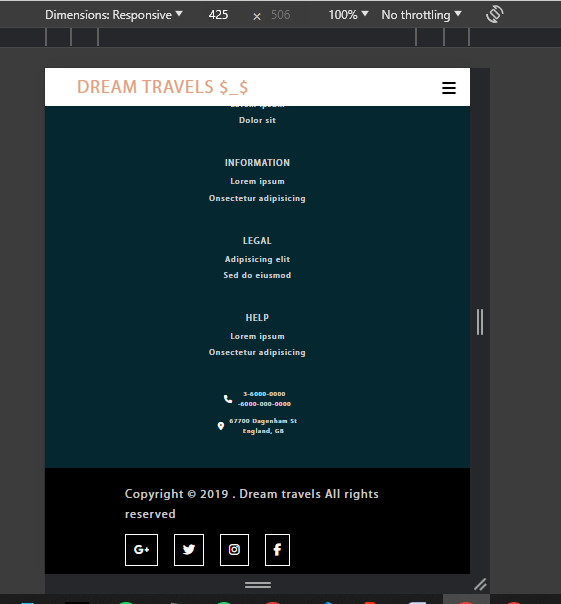 Dimensions: Responsive 425 × 506 100% No throttling
DREAM TRAVELS $_$
Dolor sit
INFORMATION
Lorem ipsum
Onsectetur adipisicing
LEGAL
Adipisicing elit
Sed do eiusmod
HELP
Lorem ipsum
Onsectetur adipisicing
3-6000-0000
-6000-000-0000
67700 Dagenham St
England, GB
Copyright © 2019 . Dream travels All rights
reserved
G+